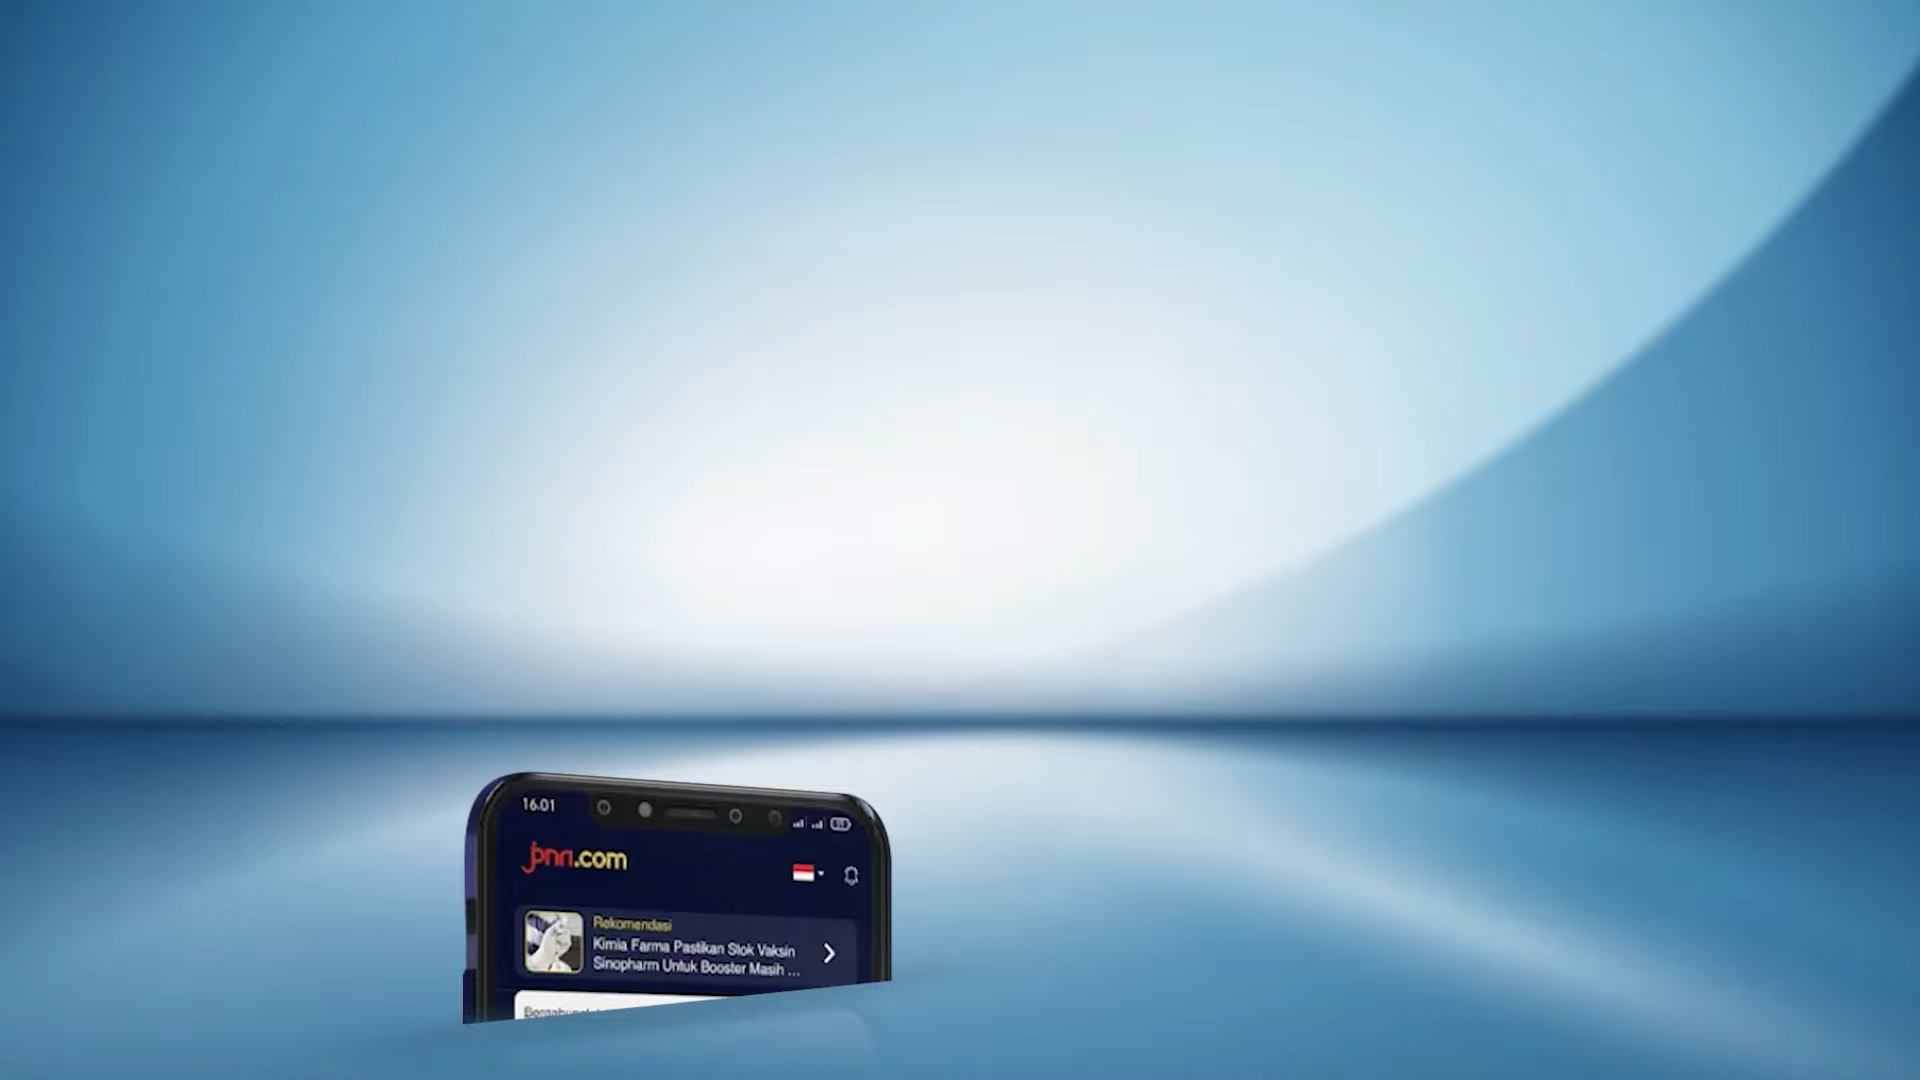 16.01
jpnn.com
Rekomendasi
Kimia Farma Pastikan Stok Vaksin
Sinopharm Untuk Booster Masih ...